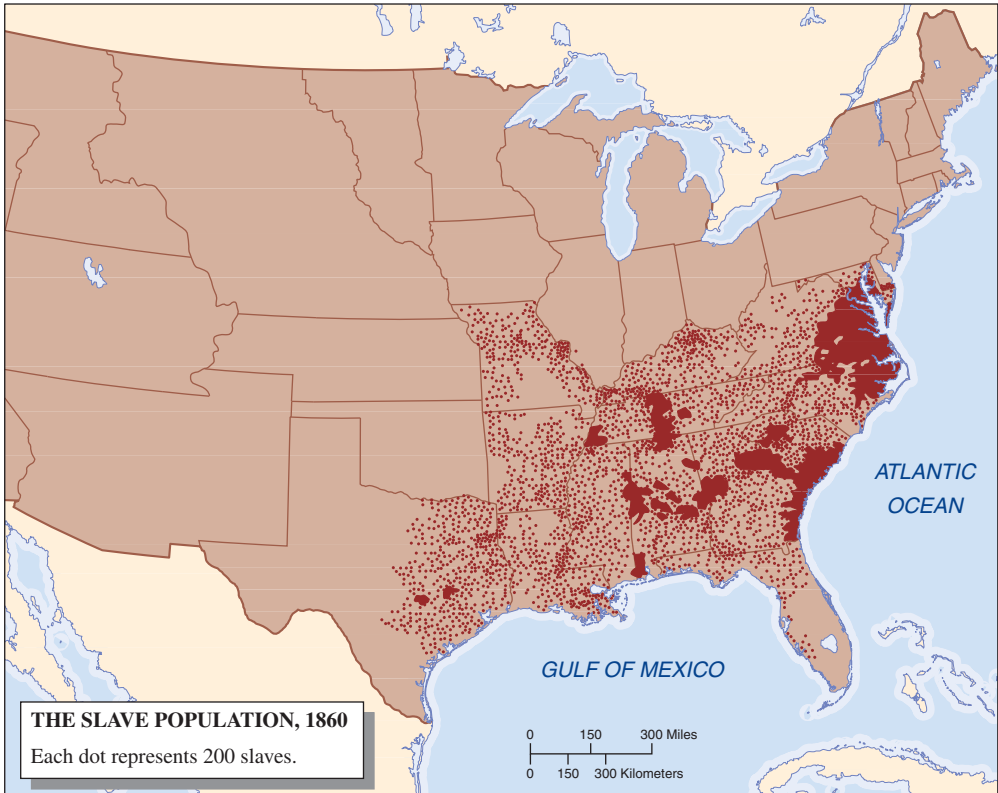 ATLANTIC
OCEAN
GULF OF MEXICO
THE SLAVE POPULATION, 1860
Each dot represents 200 slaves.
0 150 300 Miles
0 150 300 Kilometers